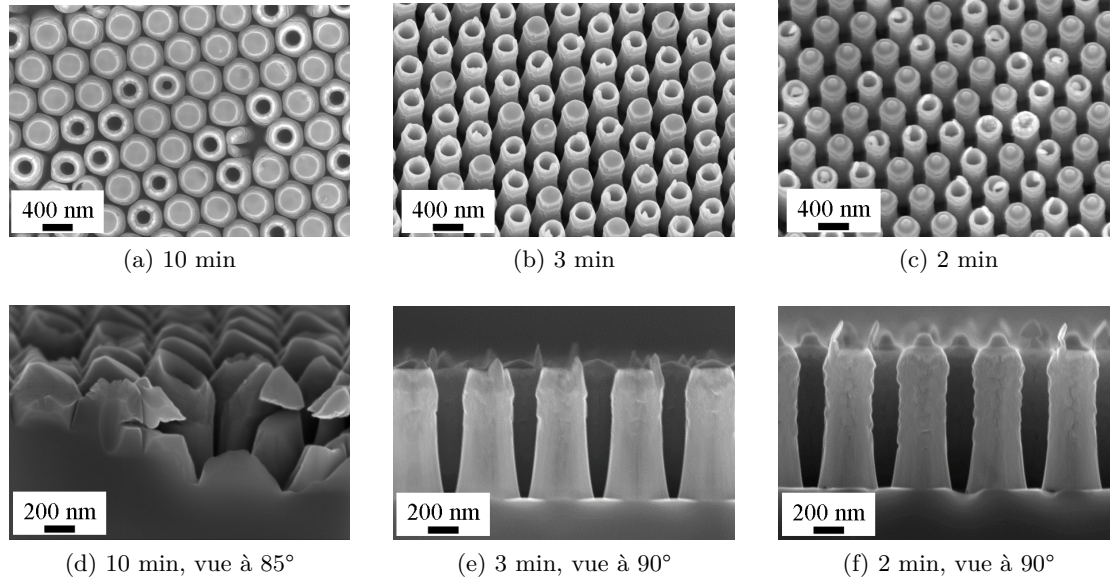 400 nm
400 nm
400 nm
(a) 10 min
(b) 3 min
(c) 2 min
200 nm
200 nm
200 nm
(d) 10 min, vue à 85°
(e) 3 min, vue à 90°
(f) 2 min, vue à 90°